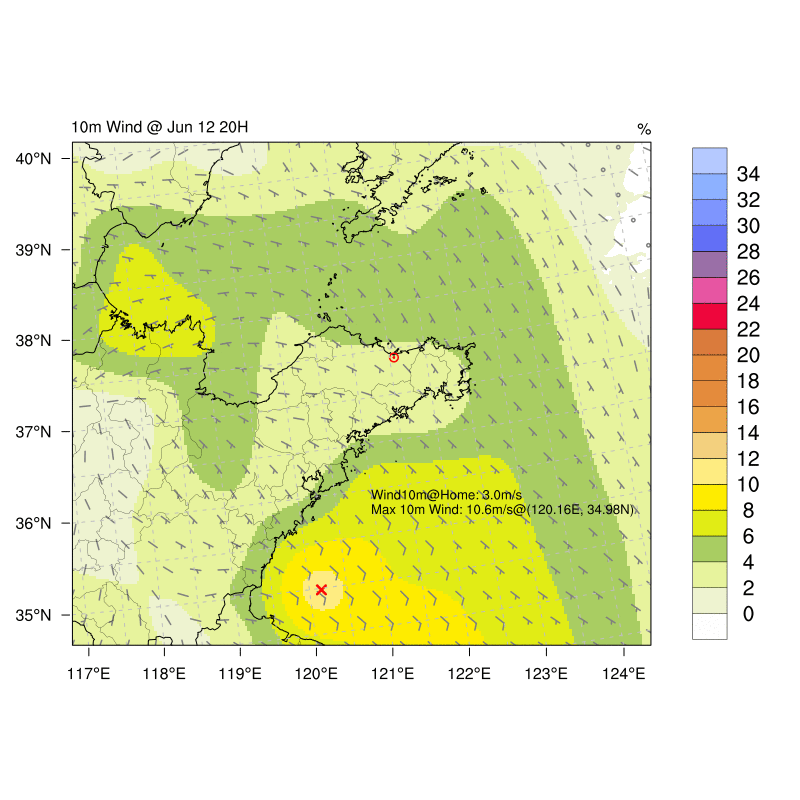 10m Wind @ Jun 12 20H
%
40°N
39°N
38°N
37°N
36°N
35°N
117°E
118°E
119°E
120°E
121°E
122°E
123°E
124°E
Wind10m@Home: 3.0m/s
Max 10m Wind: 10.6m/s@(120.16E, 34.98N)
34
32
30
28
26
24
22
20
18
16
14
12
10
8
6
4
2
0